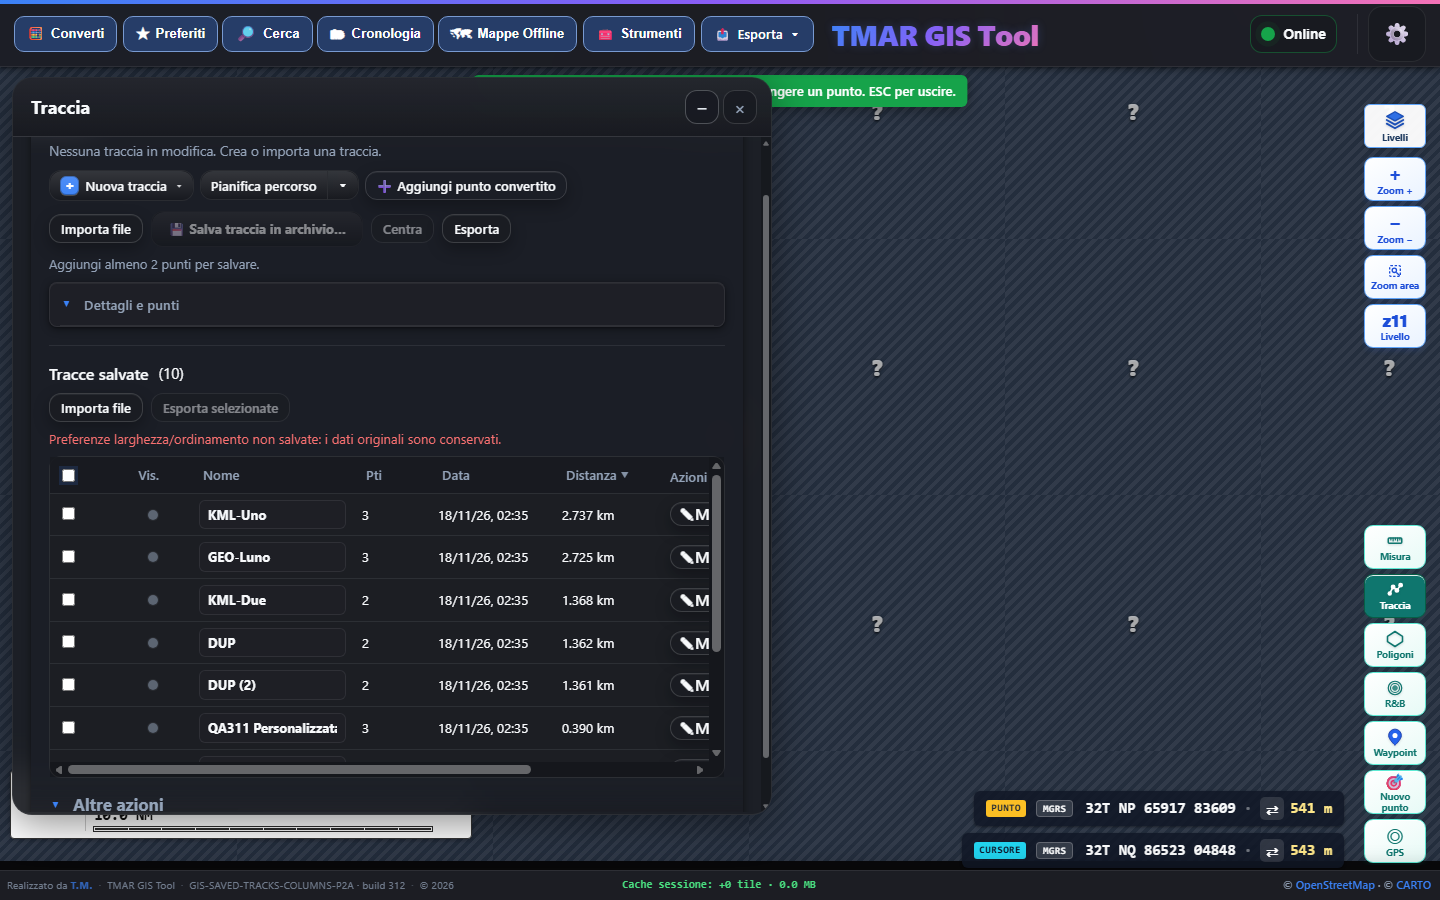 Converti
Preferiti
Cerca
Cronologia
Mappe Offline
Strumenti
Esporta
TMAR GIS Tool
Online
Traccia
ngere un punto. ESC per uscire.
Nessuna traccia in modifica. Crea o importa una traccia.
Nuova traccia
Pianifica percorso
Aggiungi punto convertito
Importa file
Salva traccia in archivio...
Centra
Esporta
Aggiungi almeno 2 punti per salvare.
Dettagli e punti
Tracce salvate (10)
Importa file
Esporta selezionate
Preferenze larghezza/ordinamento non salvate: i dati originali sono conservati.
Vis. Nome Pti Data Distanza ▼ Azioni
KML-Uno 3 18/11/26, 02:35 2.737 km M
GEO-Luno 3 18/11/26, 02:35 2.725 km M
KML-Due 2 18/11/26, 02:35 1.368 km M
DUP 2 18/11/26, 02:35 1.362 km M
DUP (2) 2 18/11/26, 02:35 1.361 km M
QA311 Personalizzata 3 18/11/26, 02:35 0.390 km M
Altre azioni
10.0 NM
? ?
? ? ?
? ? ?
Livelli
+
Zoom +
−
Zoom −
Zoom area
z11
Livello
Misura
Traccia
Poligoni
R&B
Waypoint
Nuovo
punto
GPS
PUNTO MGRS 32T NP 65917 83609 · ⇄ 541 m
CURSORE MGRS 32T NQ 86523 04848 · ⇄ 543 m
Realizzato da T.M. · TMAR GIS Tool · GIS-SAVED-TRACKS-COLUMNS-P2A · build 312 · © 2026
Cache sessione: +0 tile · 0.0 MB
© OpenStreetMap · © CARTO